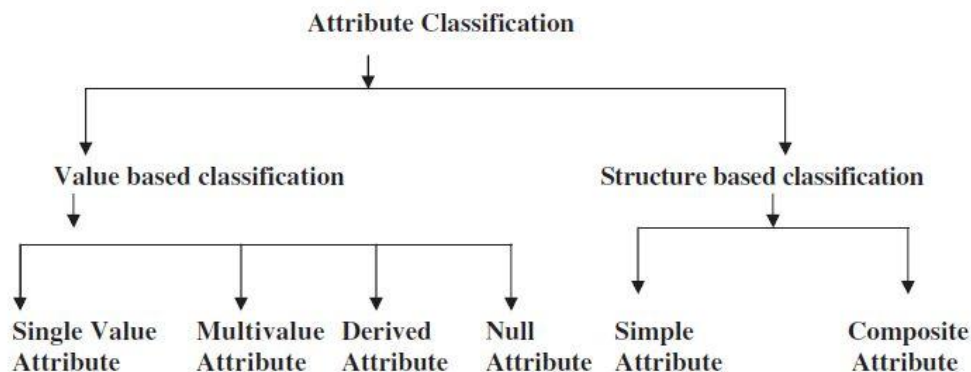 Attribute Classification
Value based classification
Structure based classification
Single Value Attribute
Multivalue Attribute
Derived Attribute
Null Attribute
Simple Attribute
Composite Attribute